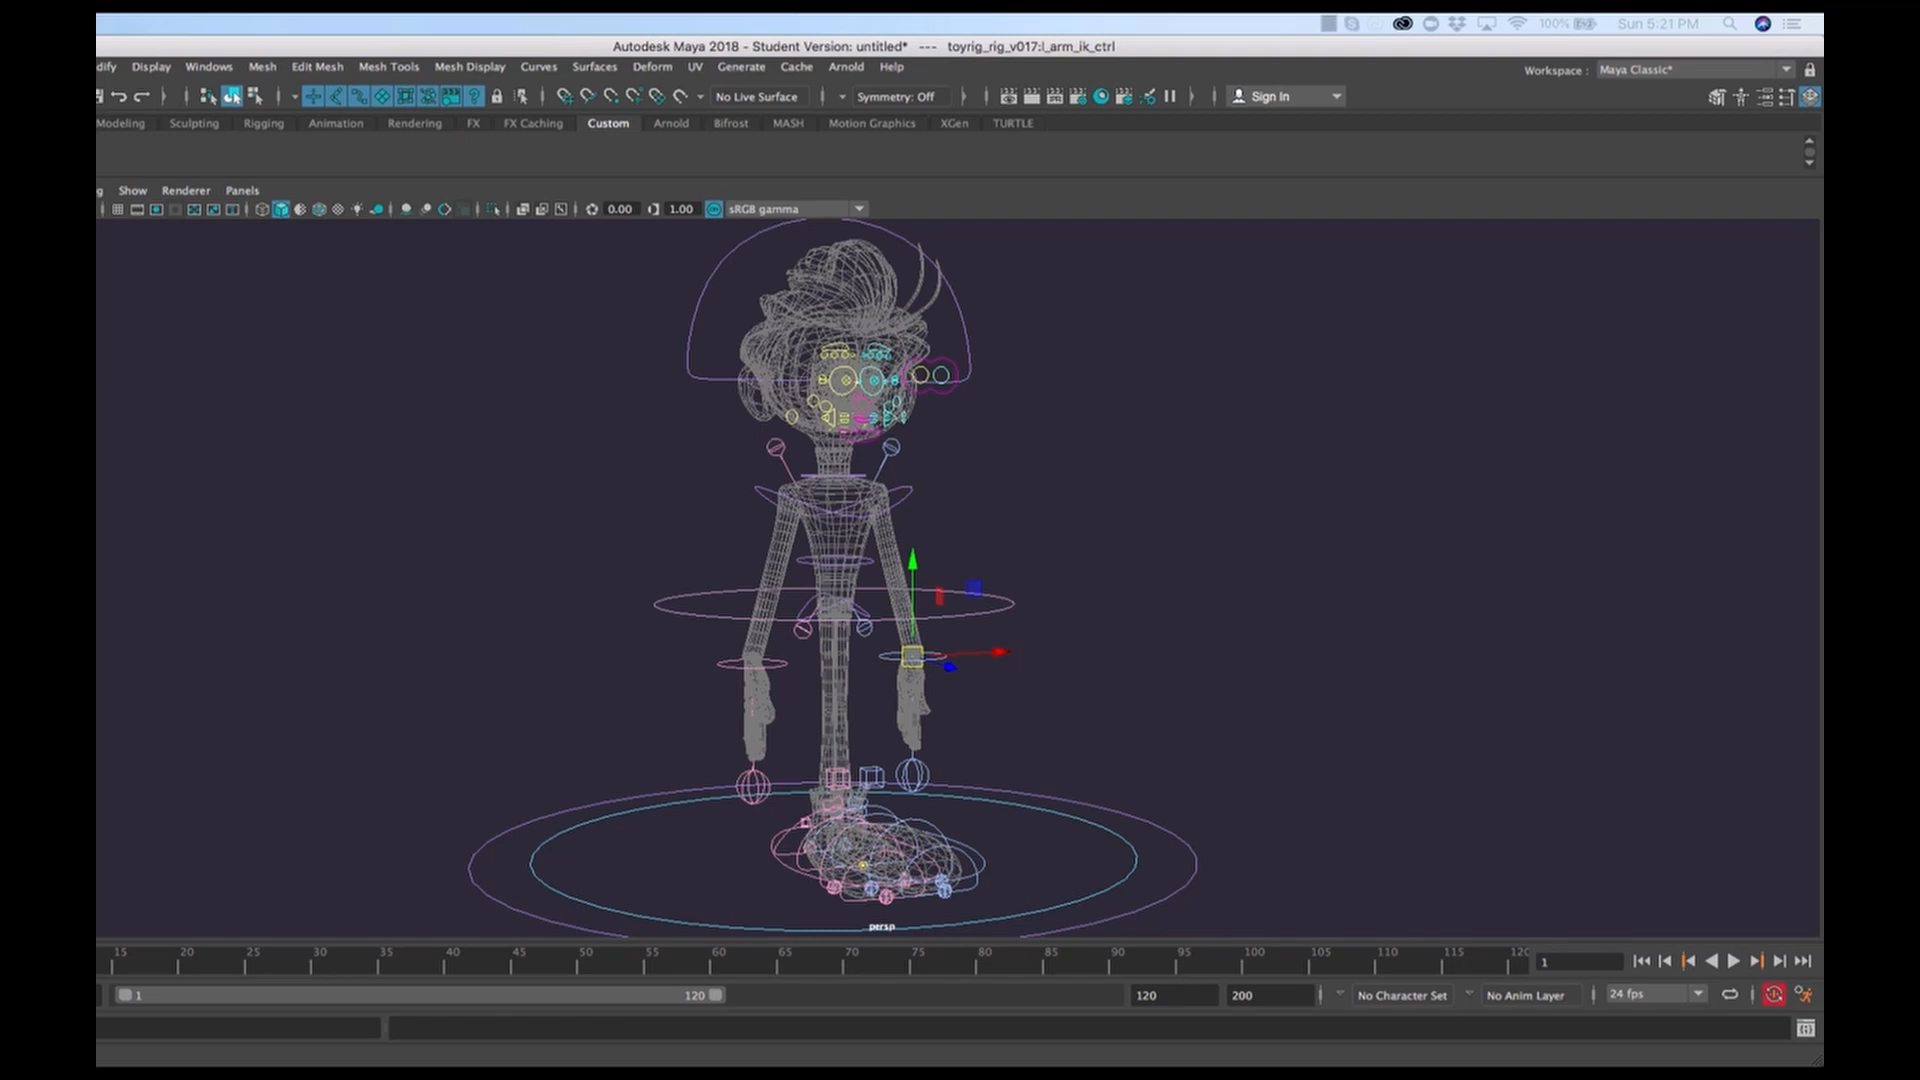 100% Sun 5:21 PM
Autodesk Maya 2018 - Student Version: untitled* --- toyrig_rig_v017:l_arm_ik_ctrl
dify Display Windows Mesh Edit Mesh Mesh Tools Mesh Display Curves Surfaces Deform UV Generate Cache Arnold Help
Workspace : Maya Classic*
No Live Surface Symmetry: Off Sign In
Modeling Sculpting Rigging Animation Rendering FX FX Caching Custom Arnold Bifrost MASH Motion Graphics XGen TURTLE
g Show Renderer Panels
0.00 1.00 sRGB gamma
persp
15 20 25 30 35 40 45 50 55 60 65 70 75 80 85 90 95 100 105 110 115 120
1
1 120 120 200 No Character Set No Anim Layer 24 fps